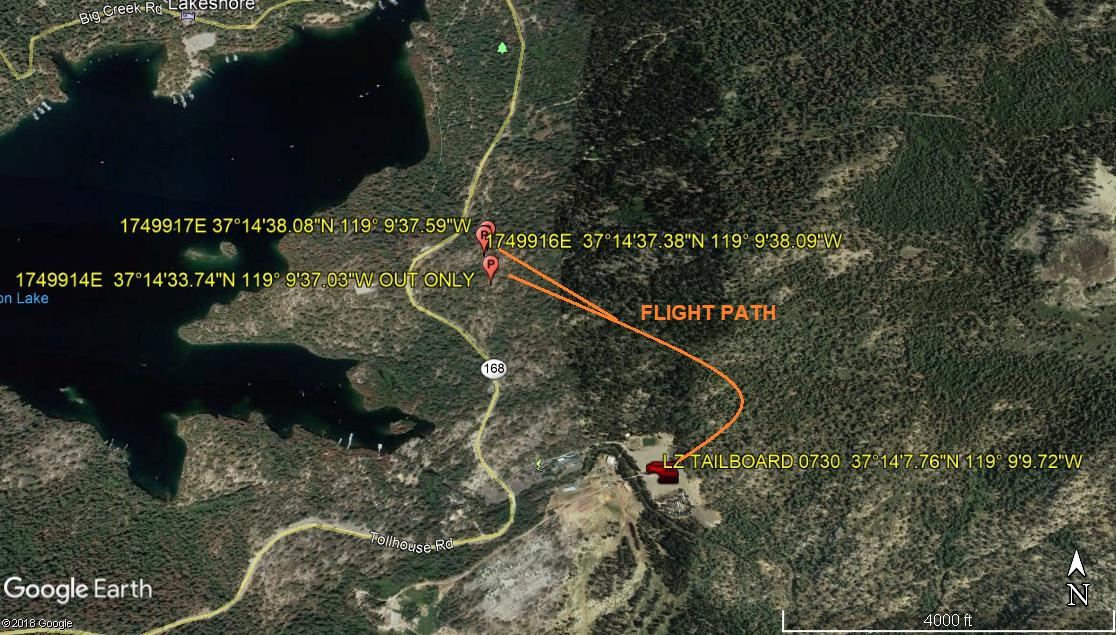 Big Creek Rd
Lakeshore
1749917E 37°14'38.08"N 119° 9'37.59"W
P
1749916E 37°14'37.38"N 119° 9'38.09"W
P
1749914E 37°14'33.74"N 119° 9'37.03"W OUT ONLY
on Lake
FLIGHT PATH
168
LZ TAILBOARD 0730 37°14'7.76"N 119° 9'9.72"W
Tollhouse Rd
Google Earth
©2018 Google
N
4000 ft